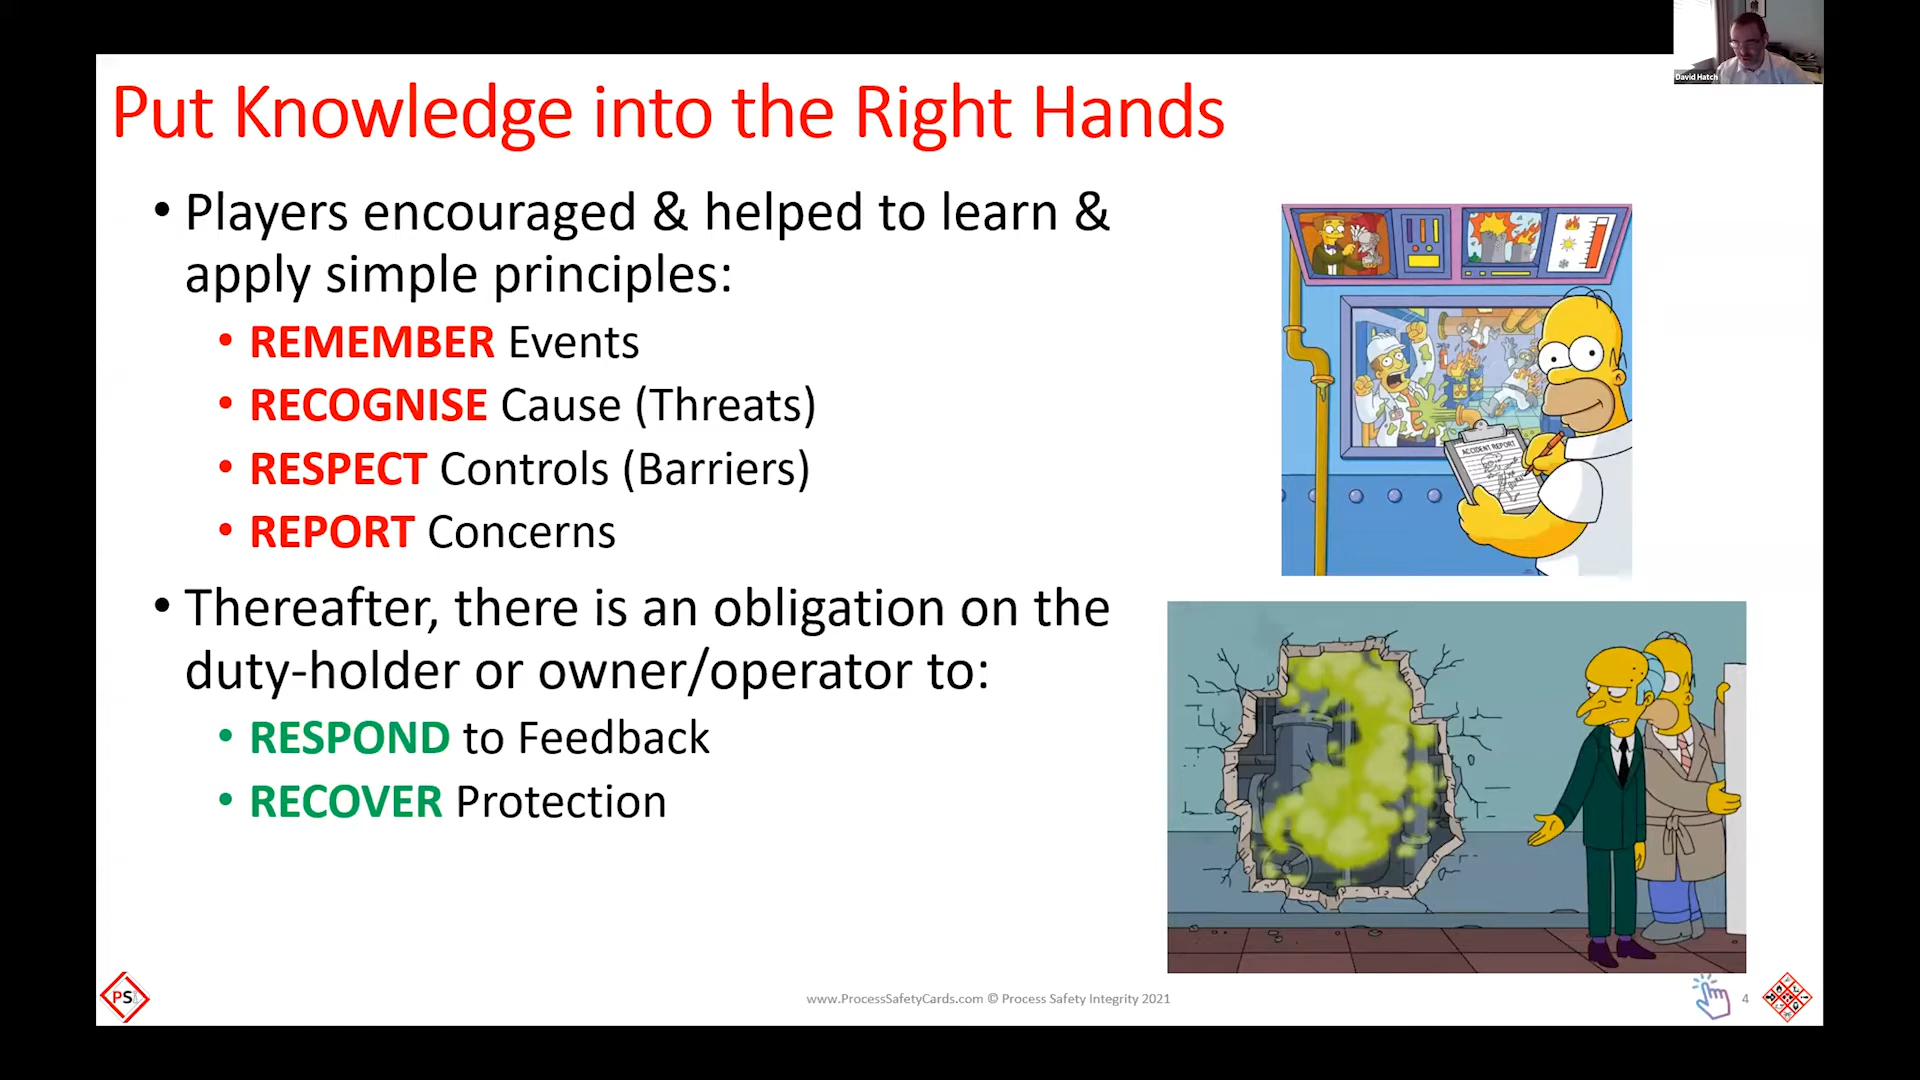 David Hatch
Put Knowledge into the Right Hands
• Players encouraged & helped to learn &
apply simple principles:
• REMEMBER Events
• RECOGNISE Cause (Threats)
• RESPECT Controls (Barriers)
• REPORT Concerns
• Thereafter, there is an obligation on the
duty-holder or owner/operator to:
• RESPOND to Feedback
• RECOVER Protection
ACCIDENT REPORT
PSI
www.ProcessSafetyCards.com © Process Safety Integrity 2021
4